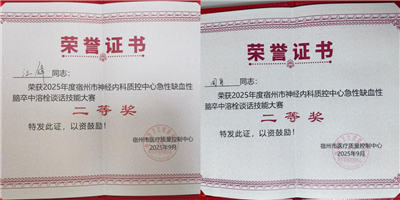 荣誉证书
同志：
荣获2025年度宿州市神经内科质控中心急性缺血性
脑卒中溶栓谈话技能大赛
二等奖
特发此证，以资鼓励！
宿州市医疗质量控制中心
2025年9月
荣誉证书
同志：
荣获2025年度宿州市神经内科质控中心急性缺血性
脑卒中溶栓谈话技能大赛
二等奖
特发此证，以资鼓励！
宿州市医疗质量控制中心
2025年9月